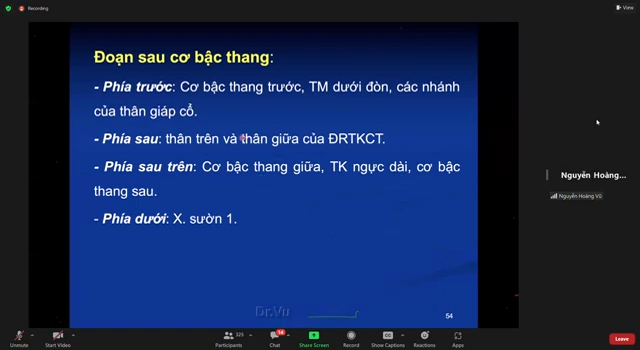 Recording
View
Đoạn sau cơ bậc thang:
- Phía trước: Cơ bậc thang trước, TM dưới đòn, các nhánh
của thân giáp cổ.
- Phía sau: thân trên và thân giữa của ĐRTKCT.
- Phía sau trên: Cơ bậc thang giữa, TK ngực dài, cơ bậc
thang sau.
- Phía dưới: X. sườn 1.
Dr.Vu
54
Nguyễn Hoàng...
Nguyễn Hoàng Vũ
Unmute
Start Video
Participants
323
Chat
14
Share Screen
Record
Show Captions
Reactions
Apps
Leave